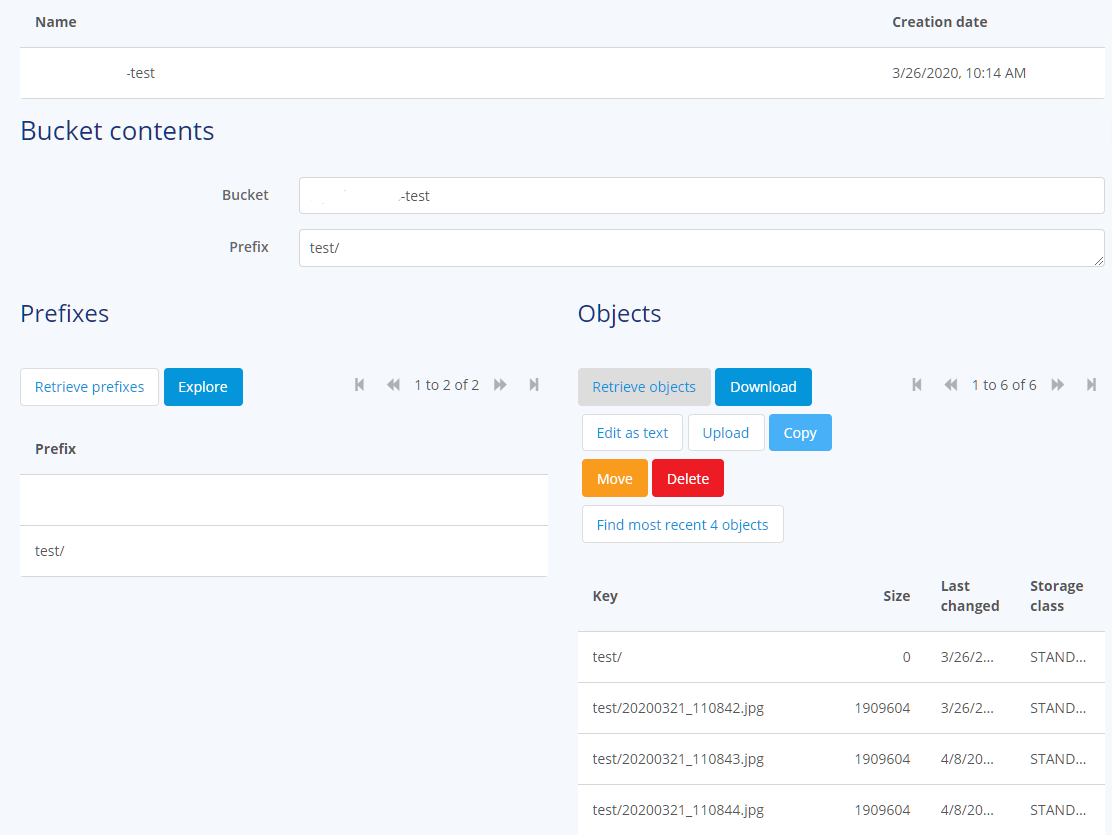 Name Creation date
-test 3/26/2020, 10:14 AM
Bucket contents
Bucket -test
Prefix test/
Prefixes
Retrieve prefixes Explore 1 to 2 of 2
Prefix
test/
Objects
Retrieve objects Download 1 to 6 of 6
Edit as text Upload Copy
Move Delete
Find most recent 4 objects
Key Size Last changed Storage class
test/ 0 3/26/2... STAND...
test/20200321_110842.jpg 1909604 3/26/2... STAND...
test/20200321_110843.jpg 1909604 4/8/20... STAND...
test/20200321_110844.jpg 1909604 4/8/20... STAND...